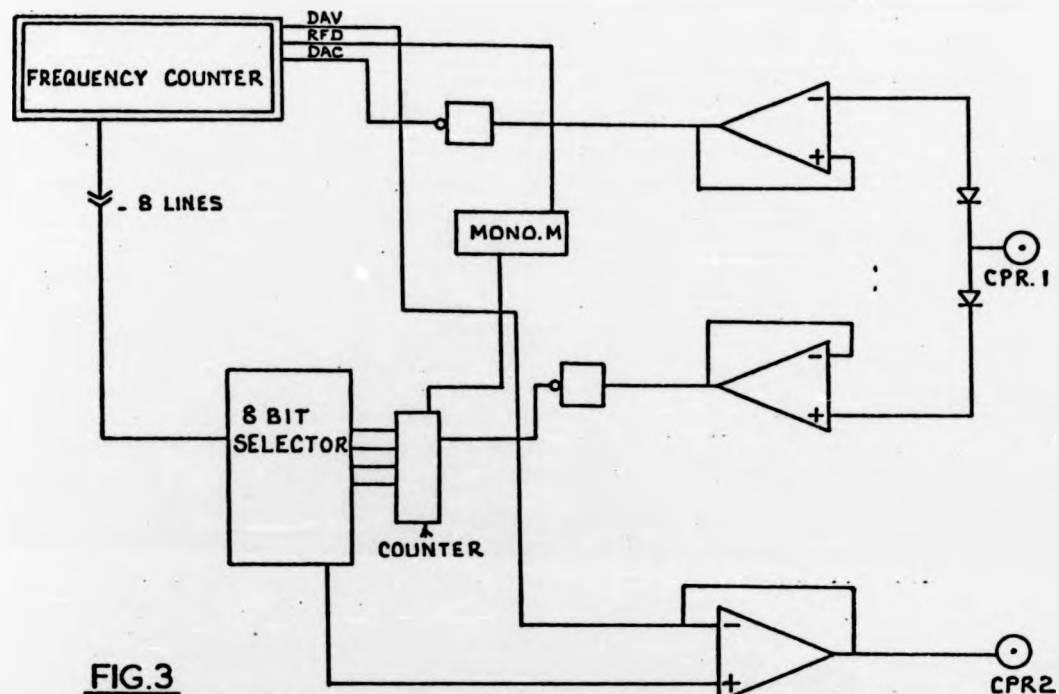 DAV
RFD
DAC
FREQUENCY COUNTER
- 8 LINES
MONO.M
CPR.1
8 BIT
SELECTOR
COUNTER
FIG.3
CPR2
-
+
-
+
-
+